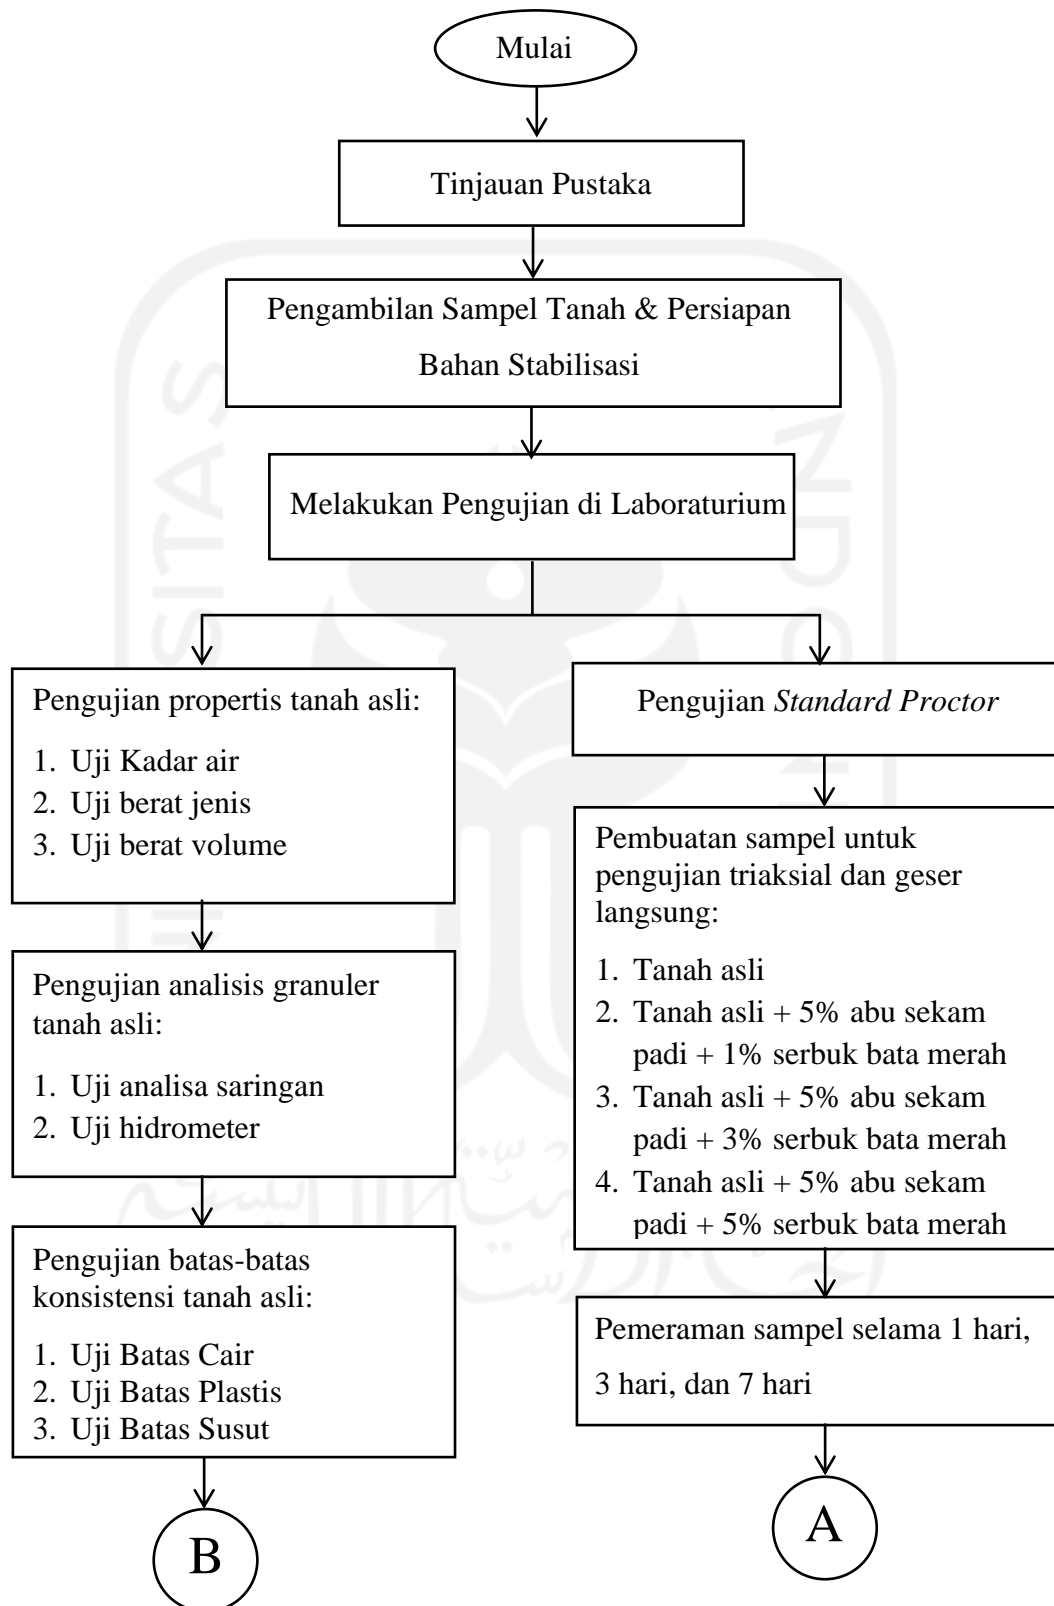 Mulai
Tinjauan Pustaka
Pengambilan Sampel Tanah & Persiapan
Bahan Stabilisasi
Melakukan Pengujian di Laboraturium
Pengujian propertis tanah asli:
1. Uji Kadar air
2. Uji berat jenis
3. Uji berat volume
Pengujian analisis granuler
tanah asli:
1. Uji analisa saringan
2. Uji hidrometer
Pengujian batas-batas
konsistensi tanah asli:
1. Uji Batas Cair
2. Uji Batas Plastis
3. Uji Batas Susut
B
Pengujian Standard Proctor
Pembuatan sampel untuk
pengujian triaksial dan geser
langsung:
1. Tanah asli
2. Tanah asli + 5% abu sekam
padi + 1% serbuk bata merah
3. Tanah asli + 5% abu sekam
padi + 3% serbuk bata merah
4. Tanah asli + 5% abu sekam
padi + 5% serbuk bata merah
Pemeraman sampel selama 1 hari,
3 hari, dan 7 hari
A